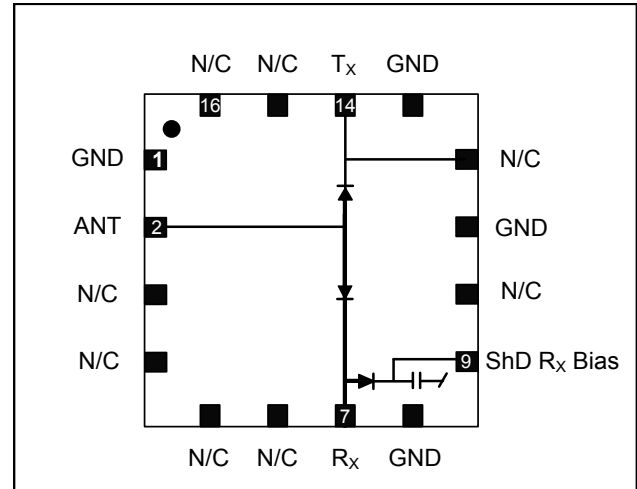 N/C N/C TX GND
16 14
GND 1 N/C
ANT 2 GND
N/C N/C
N/C 9 ShD RX Bias
7
N/C N/C RX GND